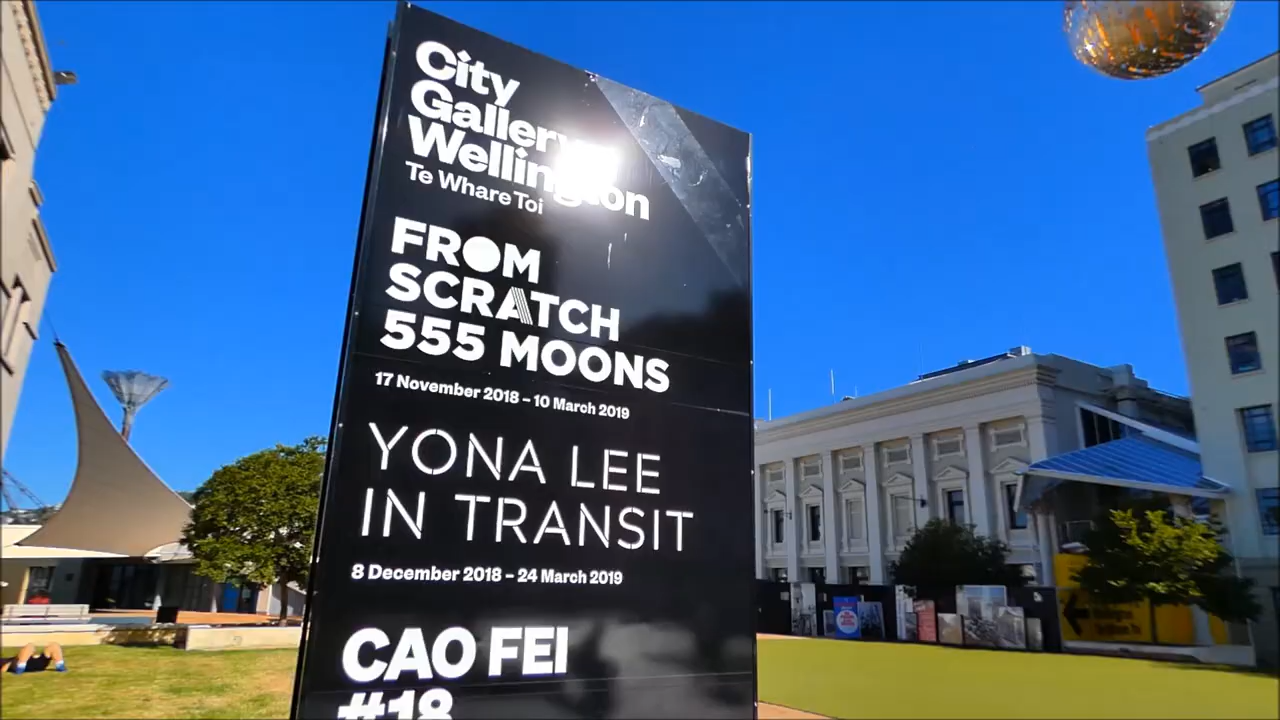 City
Gallery
Wellington
Te Whare Toi
FROM
SCRATCH
555 MOONS
17 November 2018 – 10 March 2019
YONA LEE
IN TRANSIT
8 December 2018 – 24 March 2019
CAO FEI
#18